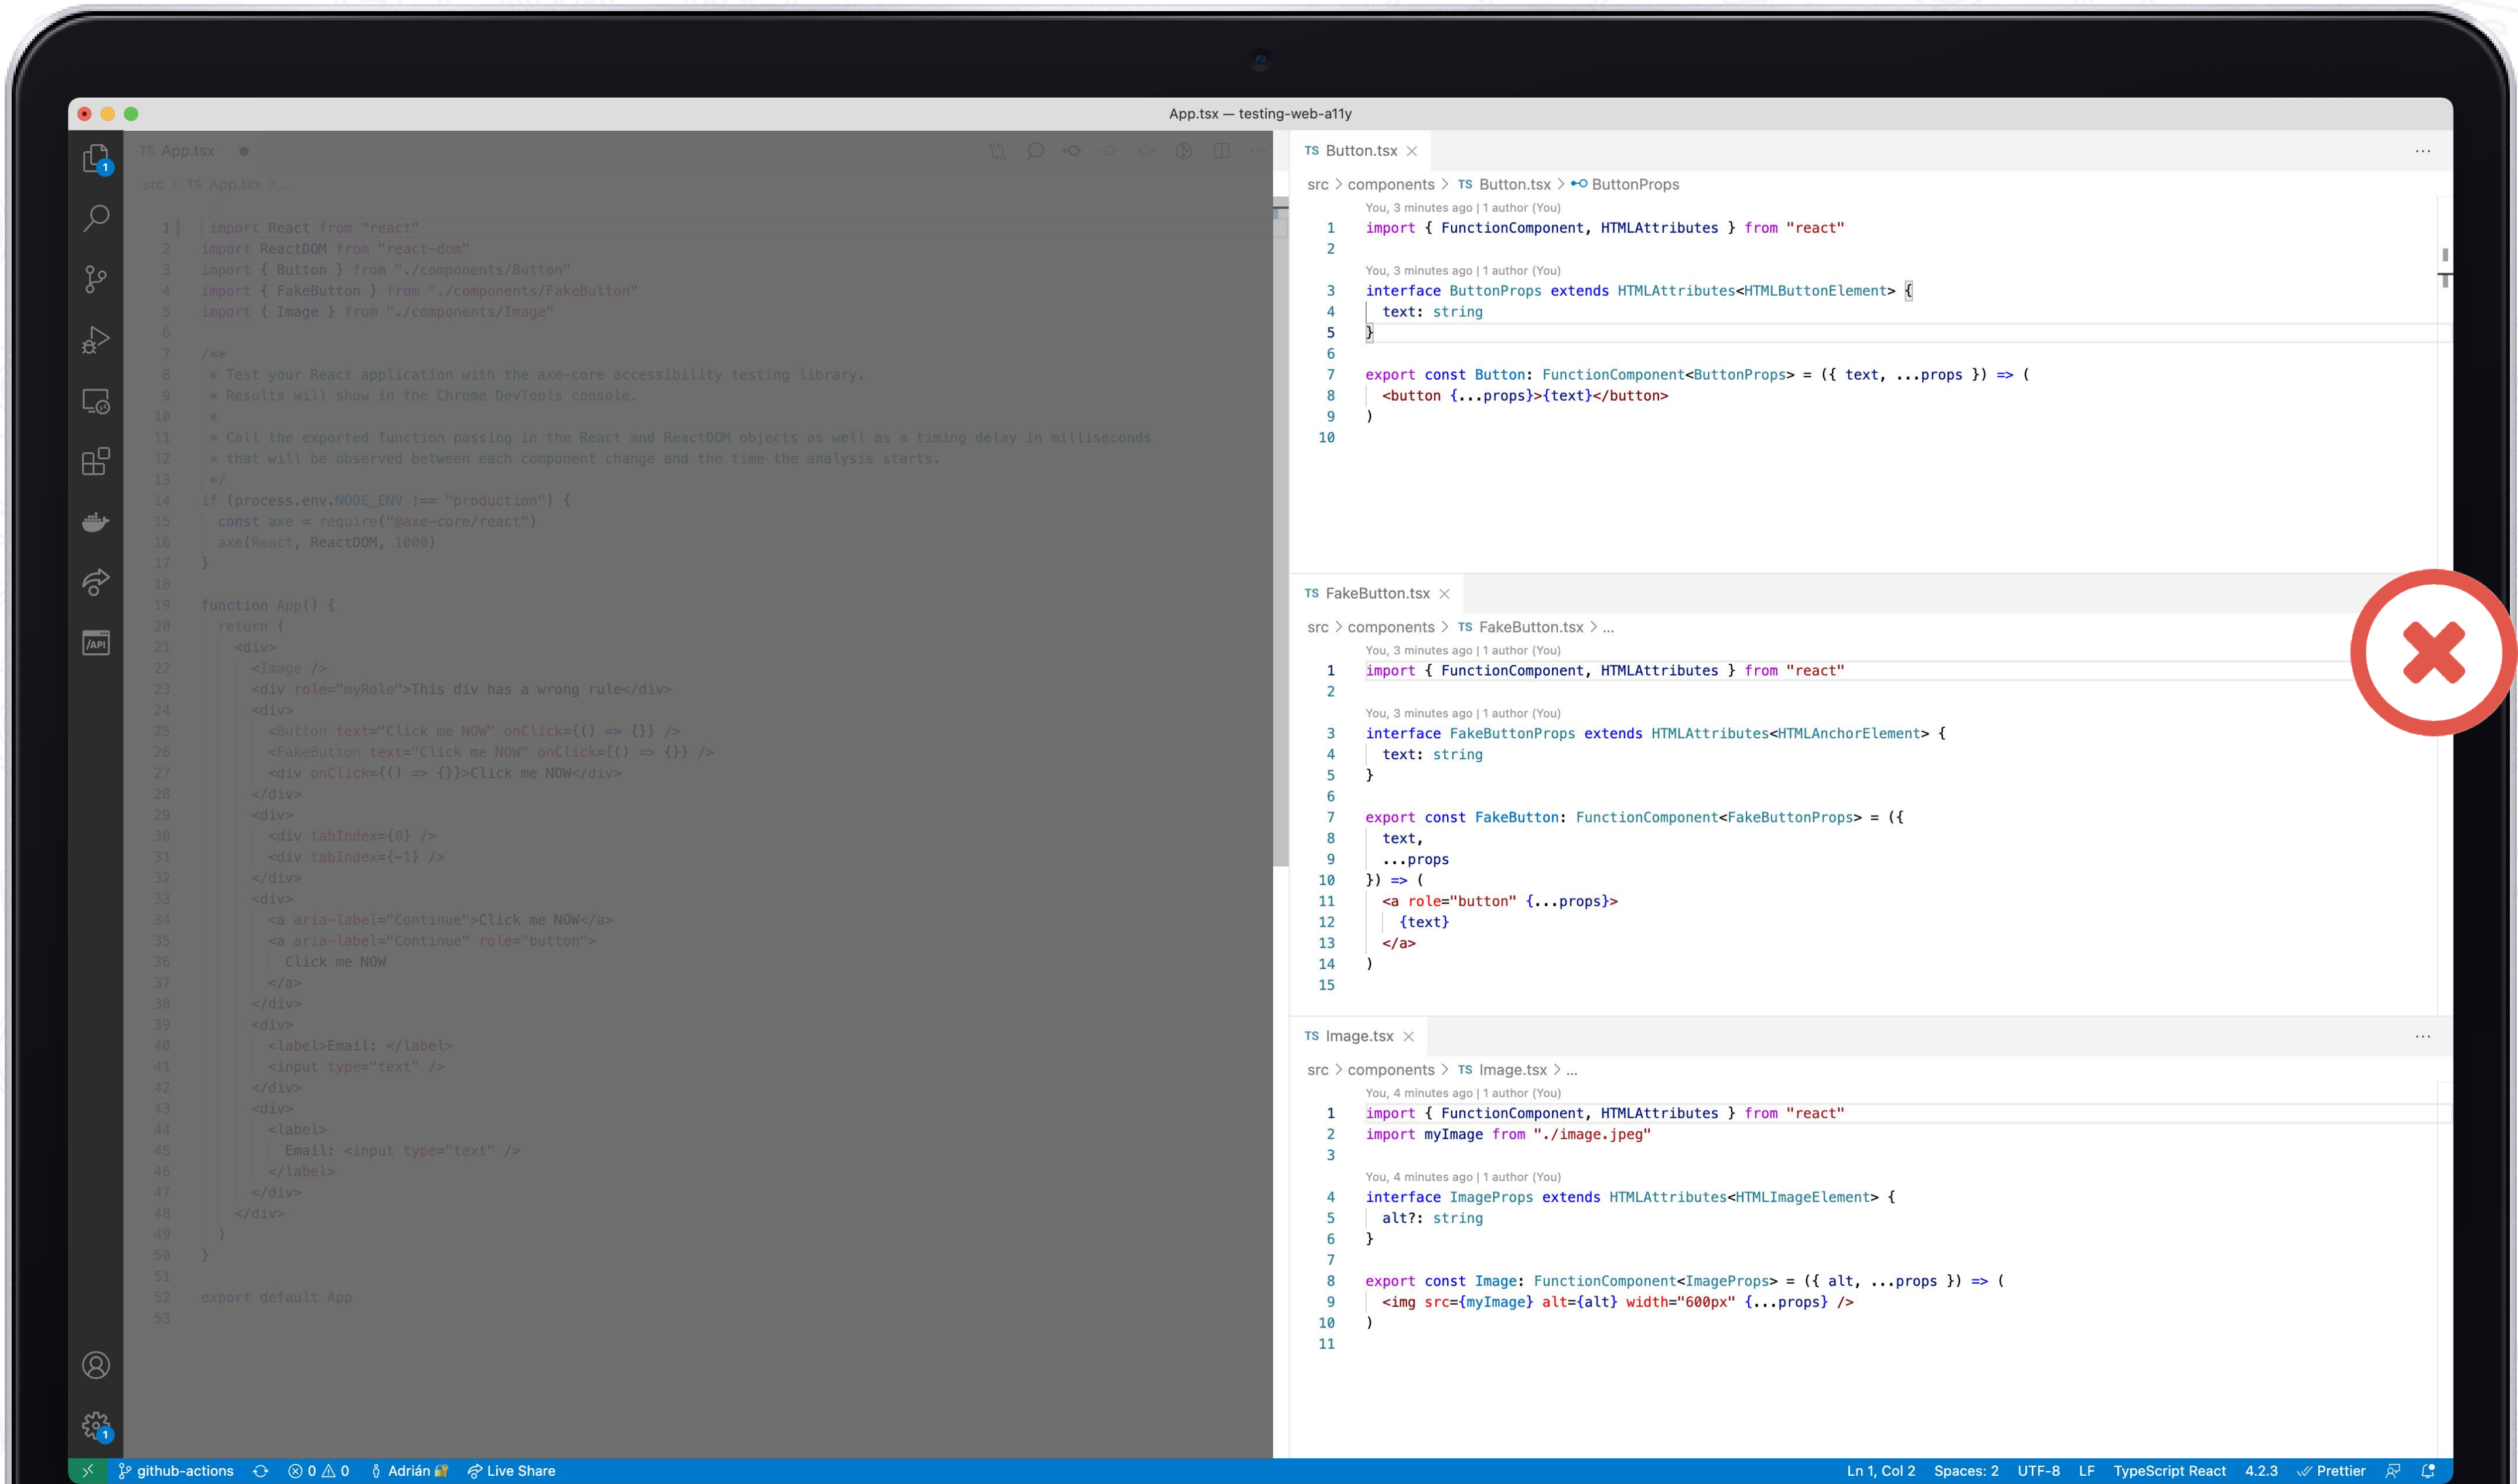 App.tsx — testing-web-a11y
TS App.tsx
src > TS App.tsx > ...
1 import React from "react"
2 import ReactDOM from "react-dom"
3 import { Button } from "./components/Button"
4 import { FakeButton } from "./components/FakeButton"
5 import { Image } from "./components/Image"
6
7 /**
8 * Test your React application with the axe-core accessibility testing library.
9 * Results will show in the Chrome DevTools console.
10 *
11 * Call the exported function passing in the React and ReactDOM objects as well as a timing delay in milliseconds
12 * that will be observed between each component change and the time the analysis starts.
13 */
14 if (process.env.NODE_ENV !== "production") {
15 const axe = require("@axe-core/react")
16 axe(React, ReactDOM, 1000)
17 }
18
19 function App() {
20 return (
21 <div>
22 <Image />
23 <div role="myRole">This div has a wrong rule</div>
24 <div>
25 <Button text="Click me NOW" onClick={() => {}} />
26 <FakeButton text="Click me NOW" onClick={() => {}} />
27 <div onClick={() => {}}>Click me NOW</div>
28 </div>
29 <div>
30 <div tabIndex={0} />
31 <div tabIndex={-1} />
32 </div>
33 <div>
34 <a aria-label="Continue">Click me NOW</a>
35 <a aria-label="Continue" role="button">
36 Click me NOW
37 </a>
38 </div>
39 <div>
40 <label>Email: </label>
41 <input type="text" />
42 </div>
43 <div>
44 <label>
45 Email: <input type="text" />
46 </label>
47 </div>
48 </div>
49 )
50 }
51
52 export default App
53
TS Button.tsx
src > components > TS Button.tsx > ButtonProps
You, 3 minutes ago | 1 author (You)
1 import { FunctionComponent, HTMLAttributes } from "react"
2
You, 3 minutes ago | 1 author (You)
3 interface ButtonProps extends HTMLAttributes<HTMLButtonElement> {
4 text: string
5 }
6
7 export const Button: FunctionComponent<ButtonProps> = ({ text, ...props }) => (
8 <button {...props}>{text}</button>
9 )
10
TS FakeButton.tsx
src > components > TS FakeButton.tsx > ...
You, 3 minutes ago | 1 author (You)
1 import { FunctionComponent, HTMLAttributes } from "react"
2
You, 3 minutes ago | 1 author (You)
3 interface FakeButtonProps extends HTMLAttributes<HTMLAnchorElement> {
4 text: string
5 }
6
7 export const FakeButton: FunctionComponent<FakeButtonProps> = ({
8 text,
9 ...props
10 }) => (
11 <a role="button" {...props}>
12 {text}
13 </a>
14 )
15
TS Image.tsx
src > components > TS Image.tsx > ...
You, 4 minutes ago | 1 author (You)
1 import { FunctionComponent, HTMLAttributes } from "react"
2 import myImage from "./image.jpeg"
3
You, 4 minutes ago | 1 author (You)
4 interface ImageProps extends HTMLAttributes<HTMLImageElement> {
5 alt?: string
6 }
7
8 export const Image: FunctionComponent<ImageProps> = ({ alt, ...props }) => (
9 <img src={myImage} alt={alt} width="600px" {...props} />
10 )
11
1
/API
1
github-actions 0 0 Adrián Live Share Ln 1, Col 2 Spaces: 2 UTF-8 LF TypeScript React 4.2.3 Prettier